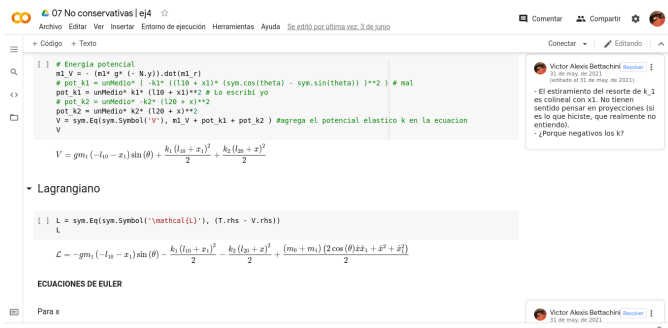 07 No conservativas | ej4
Archivo Editar Ver Insertar Entorno de ejecución Herramientas Ayuda Se editó por última vez: 3 de junio
Comentar Compartir
+ Código + Texto
Conectar Editando
[ ] # Energía potencial
m1_V = - (m1* g* (- N.y)).dot(m1_r)
# pot_k1 = unMedio* ( -k1* ((l10 + x1)* (sym.cos(theta) - sym.sin(theta)) )**2 ) # mal
pot_k1 = unMedio* k1* (l10 + x1)**2 # Lo escribí yo
# pot_k2 = unMedio* -k2* (l20 + x)**2
pot_k2 = unMedio* k2* (l20 + x)**2
V = sym.Eq(sym.Symbol('V'), m1_V + pot_k1 + pot_k2 ) #agrega el potencial elastico k en la ecuacion
V
V = gm₁ (−l₁₀ − x₁) sin (θ) + k₁ (l₁₀ + x₁)²/2 + k₂ (l₂₀ + x)²/2
Victor Alexis Bettachini Resolver
31 de may. de 2021
(editado el 31 de may. de 2021)
- El estiramiento del resorte de k_1
es colineal con x1. No tienen
sentido pensar en proyecciones (si
es lo que hiciste, que realmente no
entiendo).
- ¿Porque negativos los k?
Lagrangiano
[ ] L = sym.Eq(sym.Symbol('\mathcal{L}'), (T.rhs - V.rhs))
L
ℒ = −gm₁ (−l₁₀ − x₁) sin (θ) − k₁ (l₁₀ + x₁)²/2 − k₂ (l₂₀ + x)²/2 + (m₀ + m₁) (2 cos (θ)ẋẋ₁ + ẋ² + ẋ₁²)/2
ECUACIONES DE EULER
Para x
Victor Alexis Bettachini Resolver
31 de may. de 2021